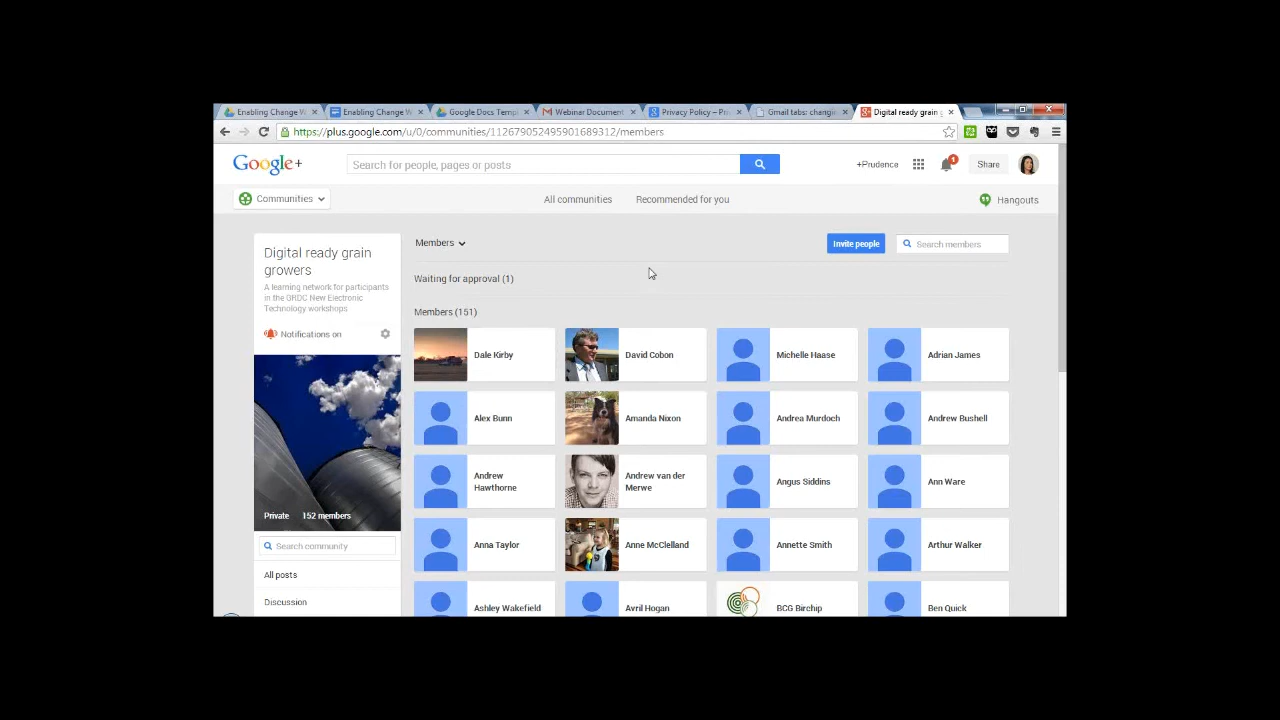 Enabling Change W
Enabling Change W
Google Docs Templ
Webinar Document
Privacy Policy – Pri
Gmail tabs: changin
Digital ready grain
https://plus.google.com/u/0/communities/112679052495901689312/members
Google+
Search for people, pages or posts
+Prudence
1
Share
Communities
All communities
Recommended for you
Hangouts
Digital ready grain
growers
A learning network for participants
in the GRDC New Electronic
Technology workshops
Notifications on
Private 152 members
Search community
All posts
Discussion
Members
Invite people
Search members
Waiting for approval (1)
Members (151)
Dale Kirby
David Cobon
Michelle Haase
Adrian James
Alex Bunn
Amanda Nixon
Andrea Murdoch
Andrew Bushell
Andrew
Hawthorne
Andrew van der
Merwe
Angus Siddins
Ann Ware
Anna Taylor
Anne McClelland
Annette Smith
Arthur Walker
Ashley Wakefield
Avril Hogan
BCG Birchip
Ben Quick